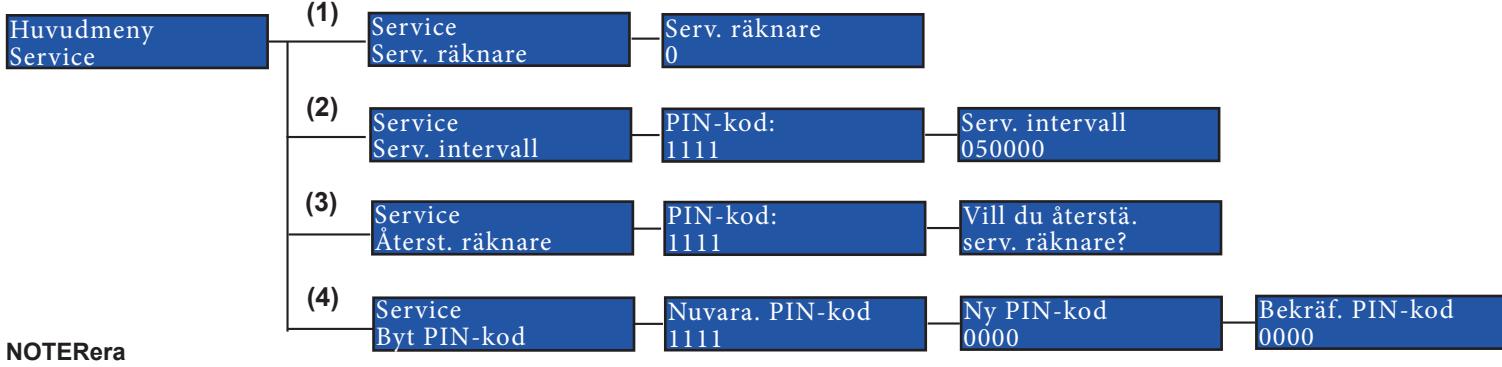 Huvudmeny
Service
(1)
Service
Serv. räknare
Serv. räknare
0
(2)
Service
Serv. intervall
PIN-kod:
1111
Serv. intervall
050000
(3)
Service
Återst. räknare
PIN-kod:
1111
Vill du återstä.
serv. räknare?
(4)
Service
Byt PIN-kod
Nuvara. PIN-kod
1111
Ny PIN-kod
0000
Bekräf. PIN-kod
0000
NOTERera